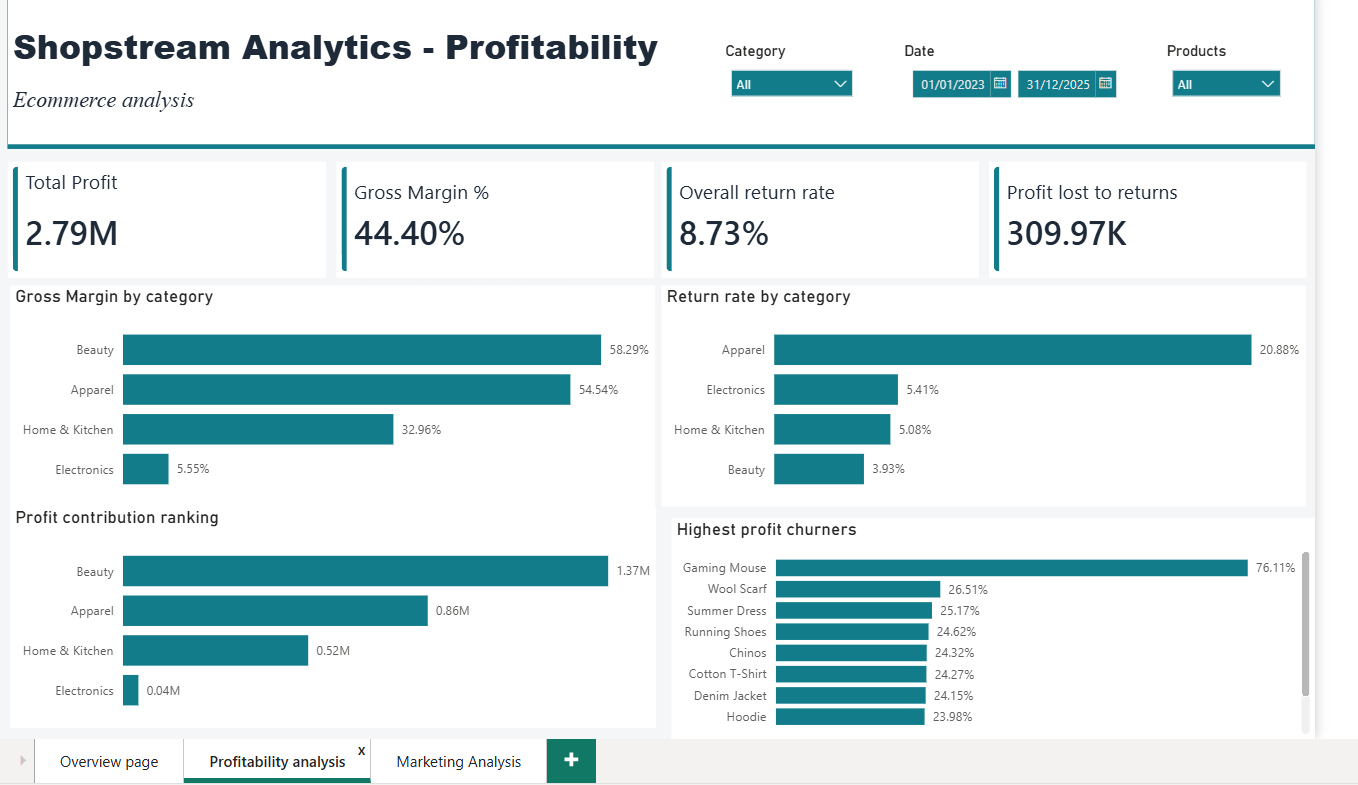 Shopstream Analytics - Profitability
Ecommerce analysis
Category
All
Date
01/01/2023
31/12/2025
Products
All
Total Profit
2.79M
Gross Margin %
44.40%
Overall return rate
8.73%
Profit lost to returns
309.97K
Gross Margin by category
Beauty 58.29%
Apparel 54.54%
Home & Kitchen 32.96%
Electronics 5.55%
Return rate by category
Apparel 20.88%
Electronics 5.41%
Home & Kitchen 5.08%
Beauty 3.93%
Profit contribution ranking
Beauty 1.37M
Apparel 0.86M
Home & Kitchen 0.52M
Electronics 0.04M
Highest profit churners
Gaming Mouse 76.11%
Wool Scarf 26.51%
Summer Dress 25.17%
Running Shoes 24.62%
Chinos 24.32%
Cotton T-Shirt 24.27%
Denim Jacket 24.15%
Hoodie 23.98%
Overview page
Profitability analysis x
Marketing Analysis
+